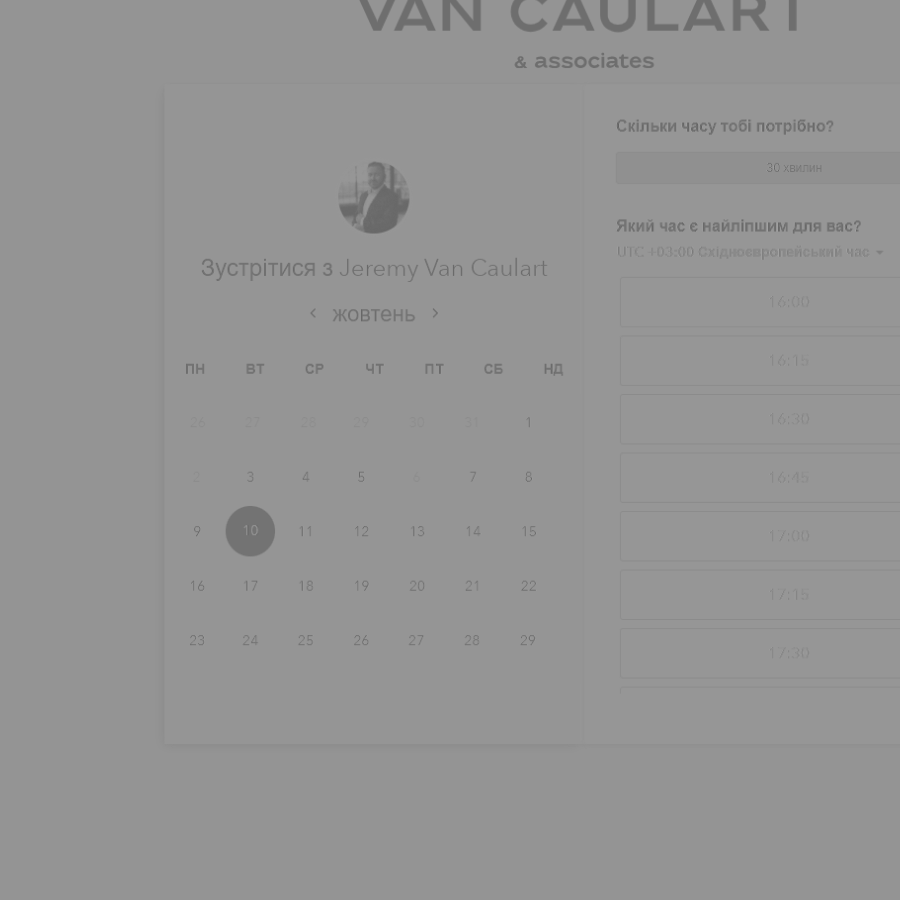 VAN CAULART
& associates
Зустрітися з Jeremy Van Caulart
жовтень
ПН ВТ СР ЧТ ПТ СБ НД
26 27 28 29 30 31 1
2 3 4 5 6 7 8
9 10 11 12 13 14 15
16 17 18 19 20 21 22
23 24 25 26 27 28 29
Скільки часу тобі потрібно?
30 хвилин
Який час є найліпшим для вас?
UTC +03:00 Східноєвропейський час
16:00
16:15
16:30
16:45
17:00
17:15
17:30